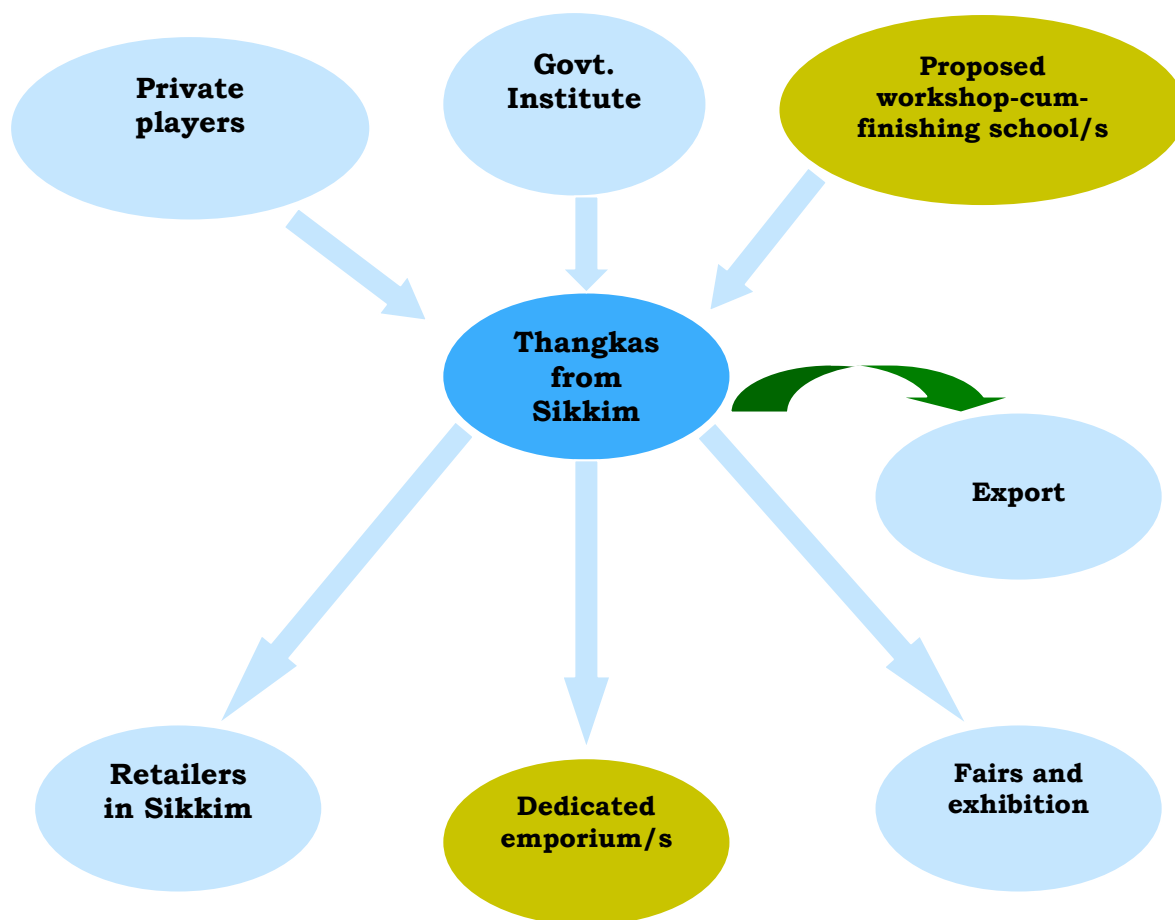 Private
players
Govt.
Institute
Proposed
workshop-cum-
finishing school/s
Thangkas
from
Sikkim
Export
Retailers
in Sikkim
Dedicated
emporium/s
Fairs and
exhibition